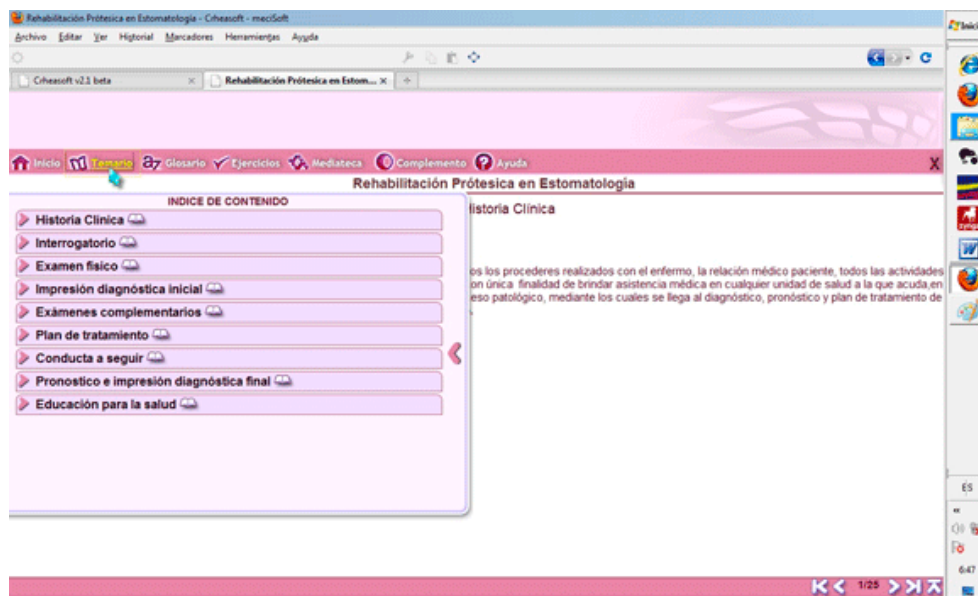 Rehabilitación Prótesica en Estomatología - Crheasoft - meciSoft
Archivo Editar Ver Historial Marcadores Herramientas Ayuda
Crheasoft v2.1 beta
Rehabilitación Prótesica en Estom...
Inicio Temario Glosario Ejercicios Mediateca Complemento Ayuda X
Rehabilitación Prótesica en Estomatología
INDICE DE CONTENIDO
Historia Clínica
Historia Clinica
Interrogatorio
Examen fisico
Impresión diagnóstica inicial
Exámenes complementarios
Plan de tratamiento
Conducta a seguir
Pronostico e impresión diagnóstica final
Educación para la salud
os los procederes realizados con el enfermo, la relación médico paciente, todos las actividades
on única finalidad de brindar asistencia médica en cualquier unidad de salud a la que acuda,en
eso patológico, mediante los cuales se llega al diagnóstico, pronóstico y plan de tratamiento de
1/25
Inici
zynga
W
ES
6:47